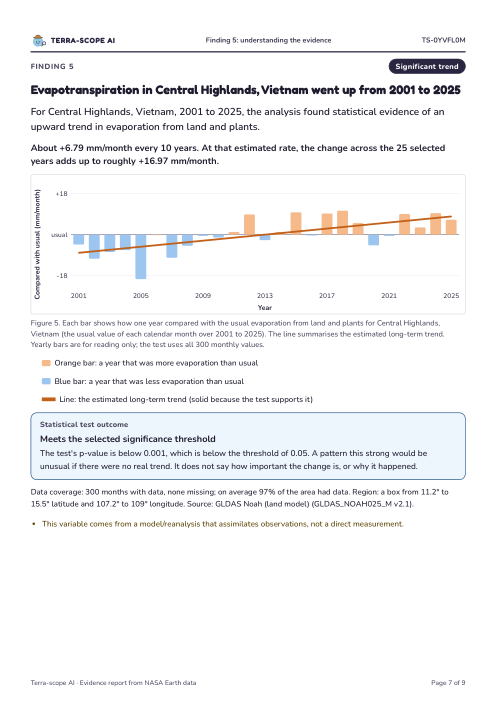 TERRA-SCOPE AI
Finding 5: understanding the evidence
TS-0YVFL0M
FINDING 5
Significant trend
Evapotranspiration in Central Highlands, Vietnam went up from 2001 to 2025
For Central Highlands, Vietnam, 2001 to 2025, the analysis found statistical evidence of an
upward trend in evaporation from land and plants.
About +6.79 mm/month every 10 years. At that estimated rate, the change across the 25 selected
years adds up to roughly +16.97 mm/month.
Compared with usual (mm/month)
+18
usual
-18
2001 2005 2009 2013 2017 2021 2025
Year
Figure 5. Each bar shows how one year compared with the usual evaporation from land and plants for Central Highlands,
Vietnam (the usual value of each calendar month over 2001 to 2025). The line summarises the estimated long-term trend.
Yearly bars are for reading only; the test uses all 300 monthly values.
Orange bar: a year that was more evaporation than usual
Blue bar: a year that was less evaporation than usual
Line: the estimated long-term trend (solid because the test supports it)
Statistical test outcome
Meets the selected significance threshold
The test's p-value is below 0.001, which is below the threshold of 0.05. A pattern this strong would be
unusual if there were no real trend. It does not say how important the change is, or why it happened.
Data coverage: 300 months with data, none missing; on average 97% of the area had data. Region: a box from 11.2° to
15.5° latitude and 107.2° to 109° longitude. Source: GLDAS Noah (land model) (GLDAS_NOAH025_M v2.1).
• This variable comes from a model/reanalysis that assimilates observations, not a direct measurement.
Terra-scope Ai · Evidence report from NASA Earth data
Page 7 of 9